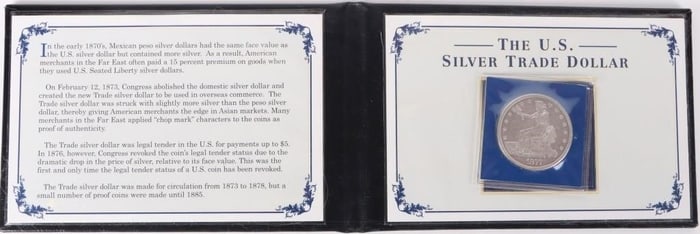 In the early 1870's, Mexican peso silver dollars had the same face value as
the U.S. silver dollar but contained more silver. As a result, American
merchants in the Far East often paid a 15 percent premium on goods when
they used U.S. Seated Liberty silver dollars.
On February 12, 1873, Congress abolished the domestic silver dollar and
created the new Trade silver dollar to be used in overseas commerce. The
Trade silver dollar was struck with slightly more silver than the peso silver
dollar, thereby giving American merchants the edge in Asian markets. Many
merchants in the Far East applied "chop mark" characters to the coins as
proof of authenticity.
The Trade silver dollar was legal tender in the U.S. for payments up to $5.
In 1876, however, Congress revoked the coin's legal tender status due to the
dramatic drop in the price of silver, relative to its face value. This was the
first and only time the legal tender status of a U.S. coin has been revoked.
The Trade silver dollar was made for circulation from 1873 to 1878, but a
small number of proof coins were made until 1885.
THE U.S.
SILVER TRADE DOLLAR
1877